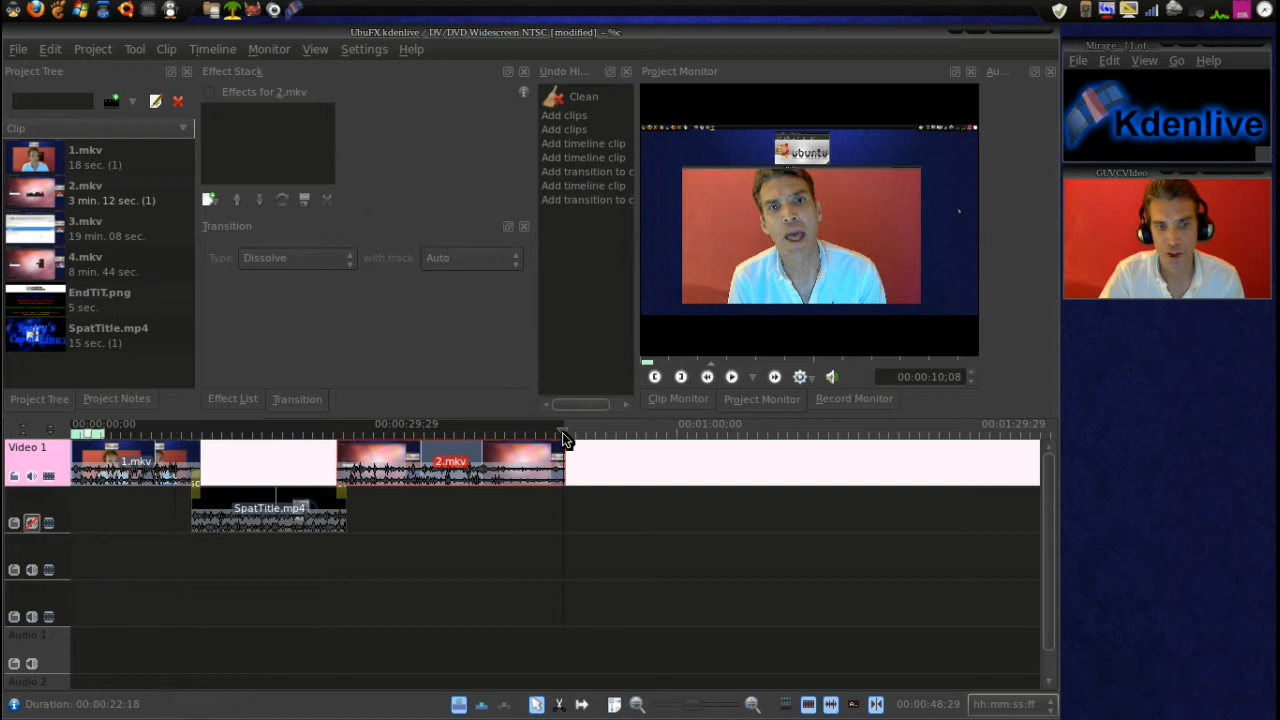 UbuFX kdenlive / DV/DVD Widescreen NTSC [modified] – %c
File Edit Project Tool Clip Timeline Monitor View Settings Help
Project Tree
Clip
1.mkv
18 sec. (1)
2.mkv
3 min. 12 sec. (1)
3.mkv
19 min. 08 sec.
4.mkv
8 min. 44 sec.
EndTiT.png
5 sec.
SpatTitle.mp4
15 sec. (1)
Project Tree
Project Notes
Effect Stack
Effects for 2.mkv
Transition
Type Dissolve with track Auto
Effect List
Transition
Undo Hi...
Clean
Add clips
Add clips
Add timeline clip
Add timeline clip
Add transition to c
Add timeline clip
Add transition to c
Project Monitor
ubuntu
00:00:10;08
Clip Monitor
Project Monitor
Record Monitor
Au...
Mirage - [1 of ...
File Edit View Go Help
Kdenlive
GUVCVIdeo
00:00:00;00
00:00:29;29
00:01:00;00
00:01:29;29
Video 1
1.mkv
2.mkv
SpatTitle.mp4
Audio 1
Audio 2
Duration: 00:00:22:18
00:00:48;29
hh:mm:ss:ff